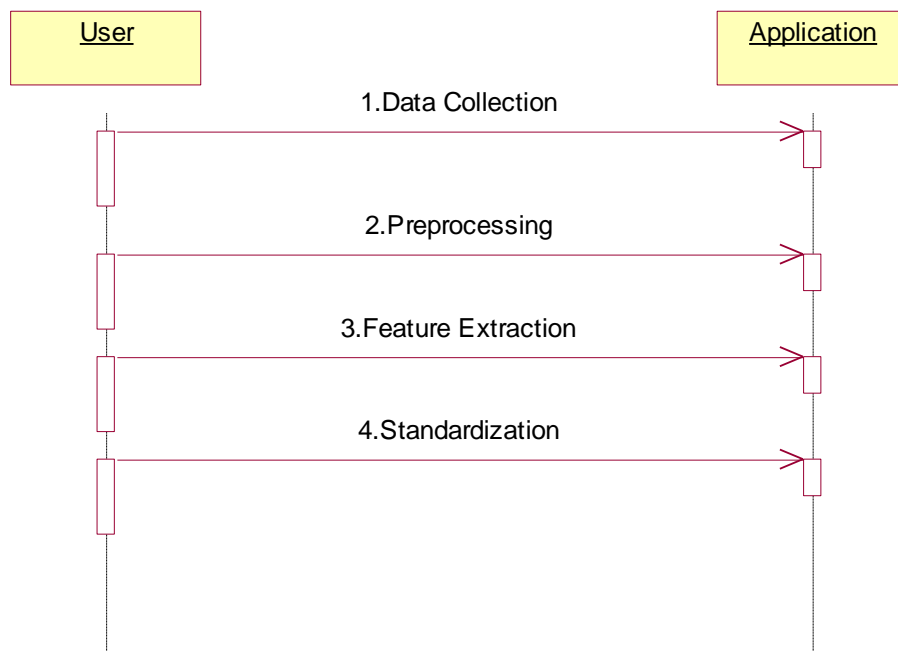 User
Application
1.Data Collection
2.Preprocessing
3.Feature Extraction
4.Standardization